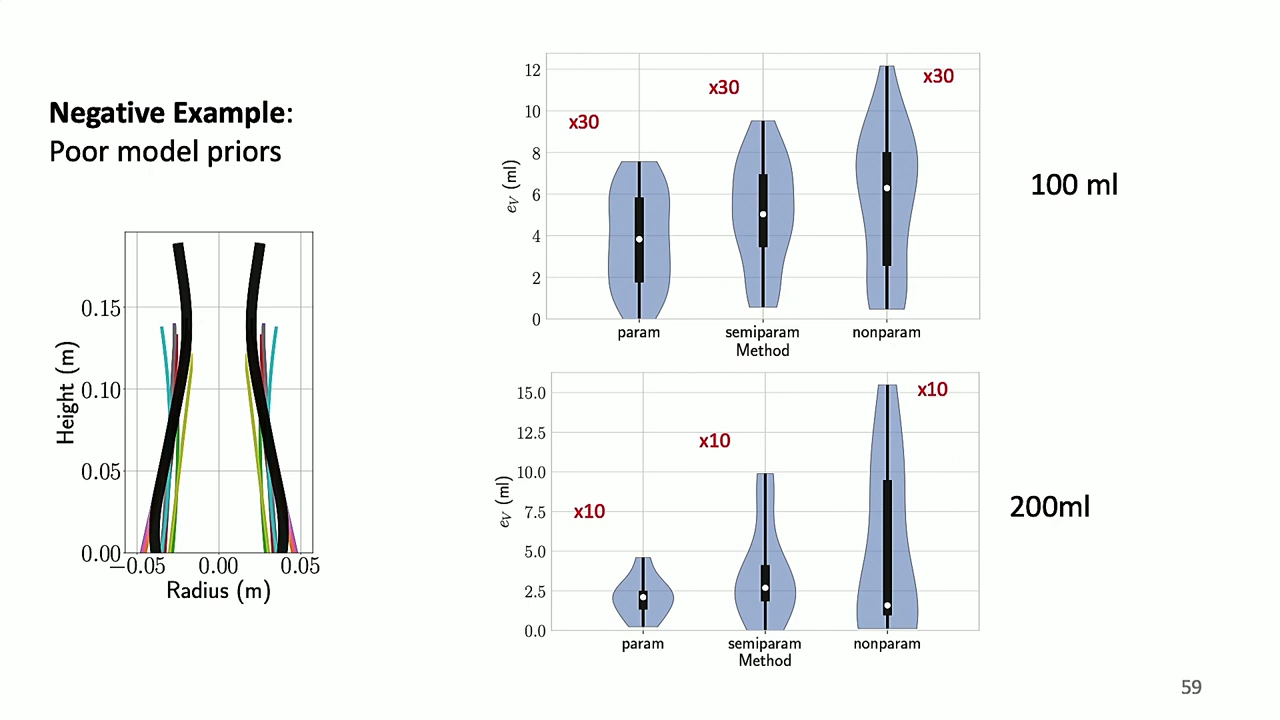 Negative Example:
Poor model priors
0.15
0.10
0.05
0.00
Height (m)
−0.05 0.00 0.05
Radius (m)
12
10
8
6
4
2
0
eV (ml)
x30
x30
x30
param semiparam nonparam
Method
100 ml
15.0
12.5
10.0
7.5
5.0
2.5
0.0
eV (ml)
x10
x10
x10
param semiparam nonparam
Method
200ml
59